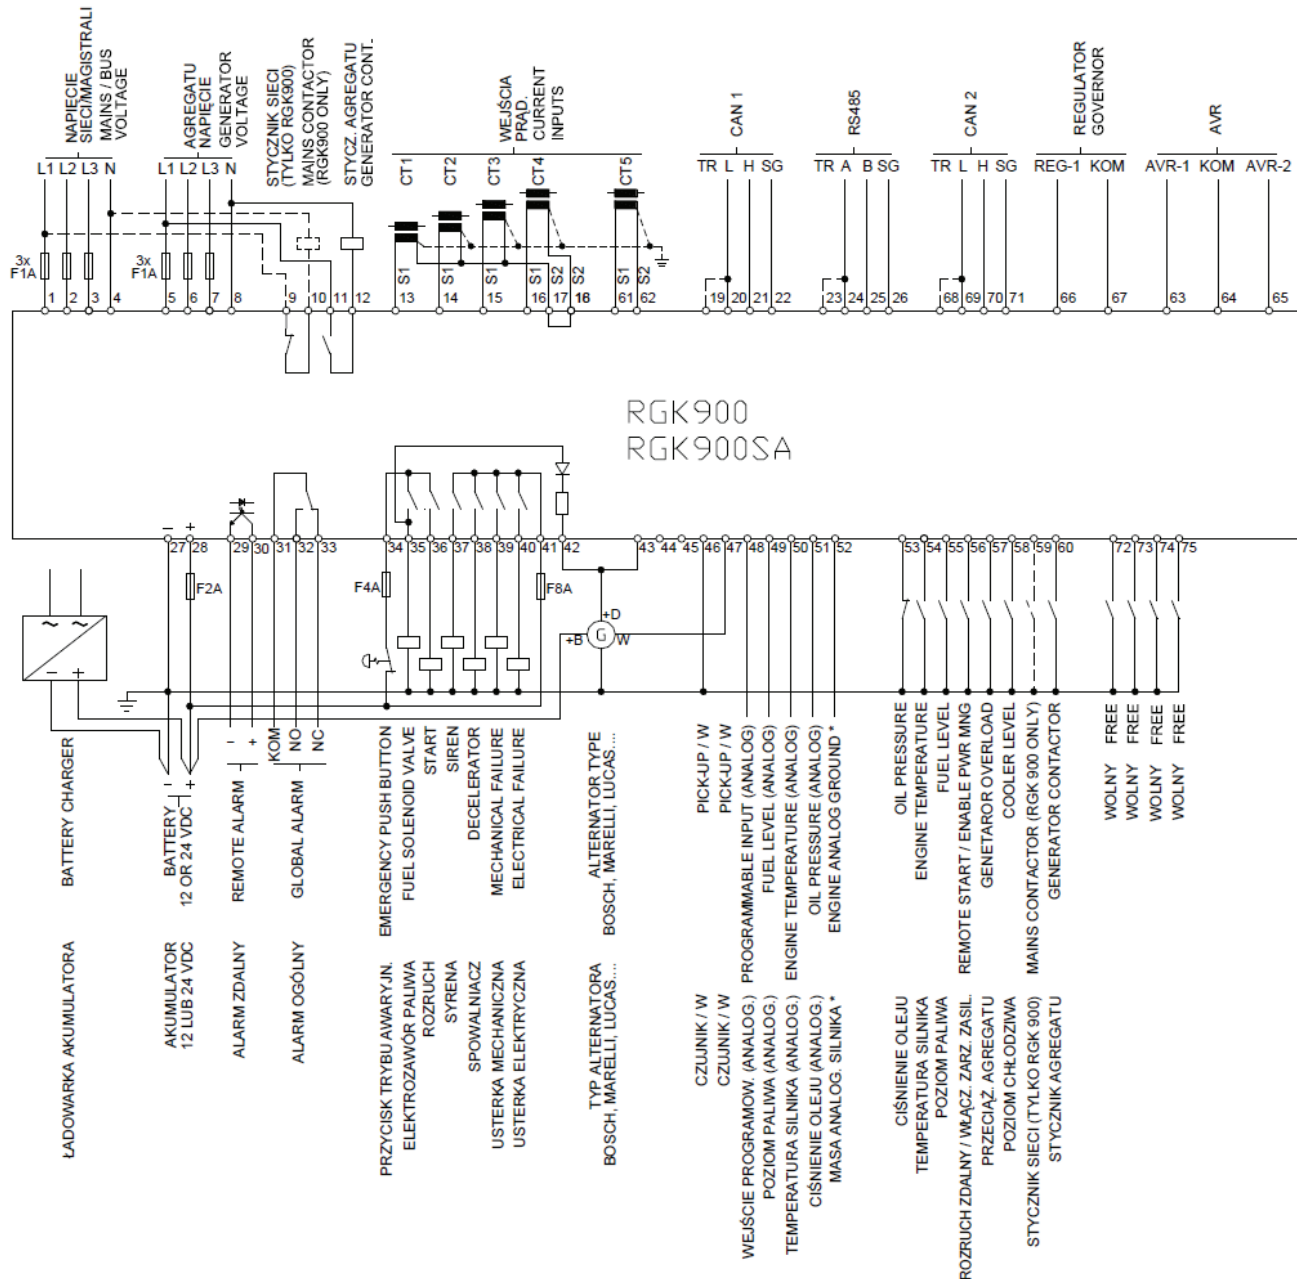 NAPIĘCIE
SIECI/MAGISTRALI
MAINS / BUS
VOLTAGE
AGREGATU
NAPIĘCIE
GENERATOR
VOLTAGE
STYCZNIK SIECI
(TYLKO RGK900)
MAINS CONTACTOR
(RGK900 ONLY)
STYCZ. AGREGATU
GENERATOR CONT.
WEJŚCIA
PRĄD.
CURRENT
INPUTS
CAN 1
RS485
CAN 2
REGULATOR
GOVERNOR
AVR
L1 L2 L3 N
L1 L2 L3 N
CT1
CT2
CT3
CT4
CT5
TR L H SG
TR A B SG
TR L H SG
REG-1 KOM
AVR-1 KOM AVR-2
3x
F1A
3x
F1A
S1 S1 S1 S1 S2 S2 S1 S2
1 2 3 4 5 6 7 8 9 10 11 12 13 14 15 16 17 18 61 62 19 20 21 22 23 24 25 26 68 69 70 71 66 67 63 64 65
RGK900
RGK900SA
– +
27 28 29 30 31 32 33 34 35 36 37 38 39 40 41 42 43 44 45 46 47 48 49 50 51 52 53 54 55 56 57 58 59 60 72 73 74 75
F2A
F4A
F8A
~ ~
– +
+D
+B G W
– +
KOM
NO
NC
– +
BATTERY CHARGER
BATTERY
12 OR 24 VDC
REMOTE ALARM
GLOBAL ALARM
EMERGENCY PUSH BUTTON
FUEL SOLENOID VALVE
START
SIREN
DECELERATOR
MECHANICAL FAILURE
ELECTRICAL FAILURE
ALTERNATOR TYPE
BOSCH, MARELLI, LUCAS....
PICK-UP / W
PICK-UP / W
PROGRAMMABLE INPUT (ANALOG)
FUEL LEVEL (ANALOG)
ENGINE TEMPERATURE (ANALOG)
OIL PRESSURE (ANALOG)
ENGINE ANALOG GROUND *
OIL PRESSURE
ENGINE TEMPERATURE
FUEL LEVEL
REMOTE START / ENABLE PWR MNG
GENETAROR OVERLOAD
COOLER LEVEL
MAINS CONTACTOR (RGK 900 ONLY)
GENERATOR CONTACTOR
FREE
FREE
FREE
FREE
ŁADOWARKA AKUMULATORA
AKUMULATOR
12 LUB 24 VDC
ALARM ZDALNY
ALARM OGÓLNY
PRZYCISK TRYBU AWARYJN.
ELEKTROZAWÓR PALIWA
ROZRUCH
SYRENA
SPOWALNIACZ
USTERKA MECHANICZNA
USTERKA ELEKTRYCZNA
TYP ALTERNATORA
BOSCH, MARELLI, LUCAS....
CZUJNIK / W
CZUJNIK / W
WEJŚCIE PROGRAMOW. (ANALOG.)
POZIOM PALIWA (ANALOG.)
TEMPERATURA SILNIKA (ANALOG.)
CIŚNIENIE OLEJU (ANALOG.)
MASA ANALOG. SILNIKA *
CIŚNIENIE OLEJU
TEMPERATURA SILNIKA
POZIOM PALIWA
ROZRUCH ZDALNY / WŁĄCZ. ZARZ. ZASIL.
PRZECIĄŻ. AGREGATU
POZIOM CHŁODZIWA
STYCZNIK SIECI (TYLKO RGK 900)
STYCZNIK AGREGATU
WOLNY
WOLNY
WOLNY
WOLNY